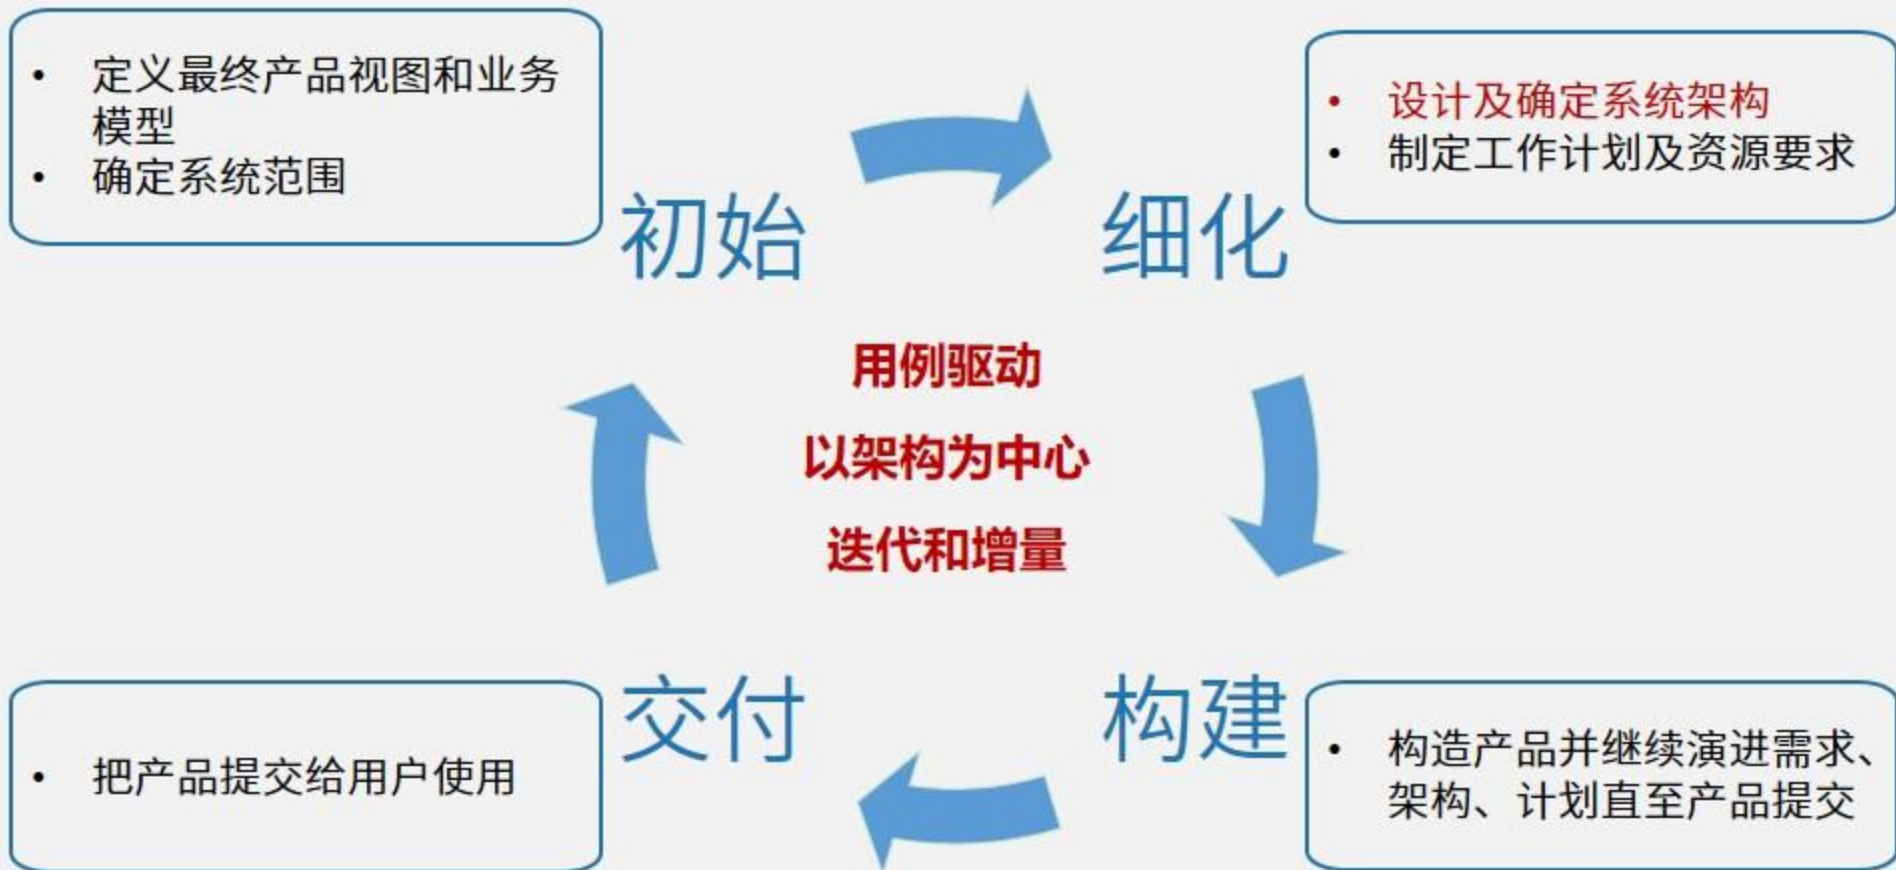 • 定义最终产品视图和业务
模型
• 确定系统范围
初始
• 设计及确定系统架构
• 制定工作计划及资源要求
细化
用例驱动
以架构为中心
迭代和增量
交付
• 把产品提交给用户使用
构建
• 构造产品并继续演进需求、
架构、计划直至产品提交